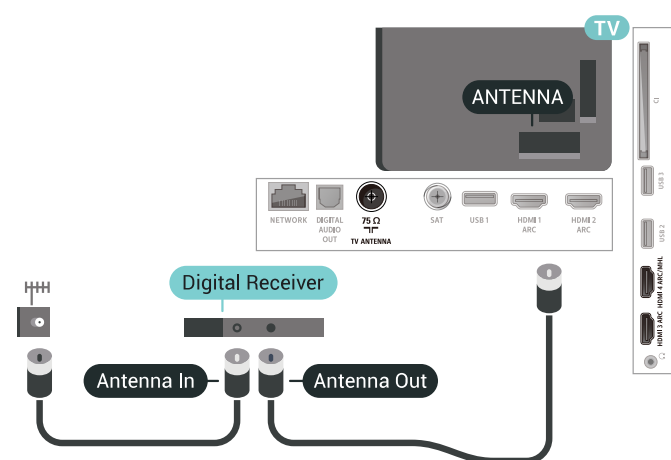 TV
ANTENNA
CI
USB 3
USB 2
HDMI 4 ARC/MHL
HDMI 3 ARC
NETWORK
DIGITAL
AUDIO
OUT
75 Ω
TV ANTENNA
SAT
USB 1
HDMI 1
ARC
HDMI 2
ARC
Digital Receiver
Antenna In
Antenna Out